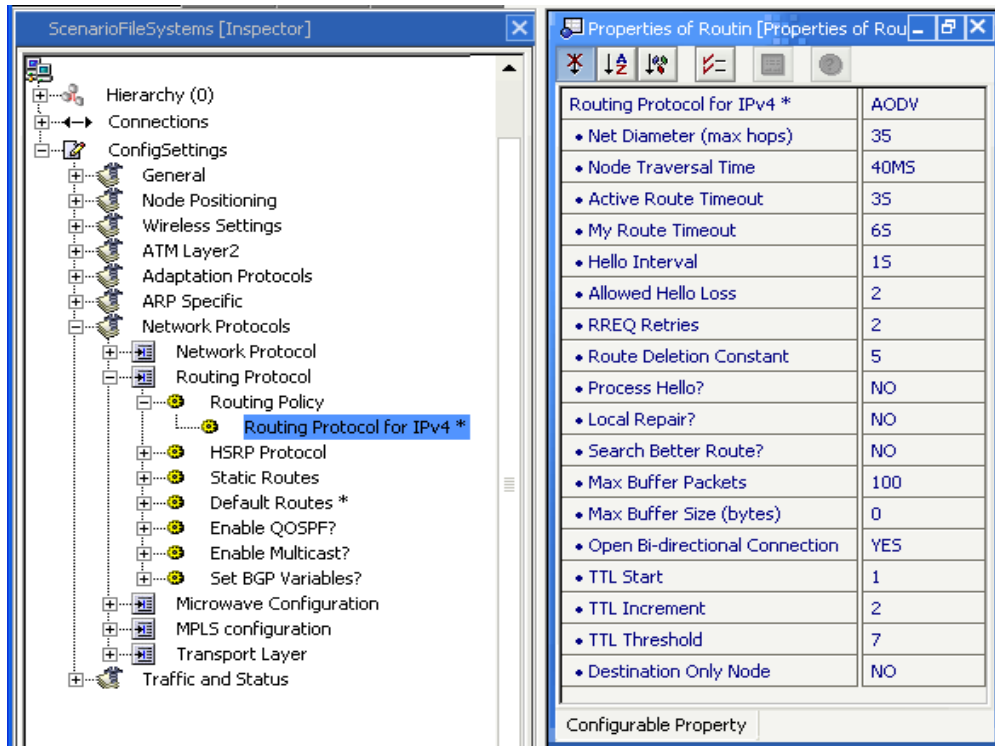 ScenarioFileSystems [Inspector]
Hierarchy (0)
Connections
ConfigSettings
General
Node Positioning
Wireless Settings
ATM Layer2
Adaptation Protocols
ARP Specific
Network Protocols
Network Protocol
Routing Protocol
Routing Policy
Routing Protocol for IPv4 *
HSRP Protocol
Static Routes
Default Routes *
Enable QOSPF?
Enable Multicast?
Set BGP Variables?
Microwave Configuration
MPLS configuration
Transport Layer
Traffic and Status
Properties of Routin [Properties of Rou
Routing Protocol for IPv4 * AODV
• Net Diameter (max hops) 35
• Node Traversal Time 40MS
• Active Route Timeout 3S
• My Route Timeout 6S
• Hello Interval 1S
• Allowed Hello Loss 2
• RREQ Retries 2
• Route Deletion Constant 5
• Process Hello? NO
• Local Repair? NO
• Search Better Route? NO
• Max Buffer Packets 100
• Max Buffer Size (bytes) 0
• Open Bi-directional Connection YES
• TTL Start 1
• TTL Increment 2
• TTL Threshold 7
• Destination Only Node NO
Configurable Property